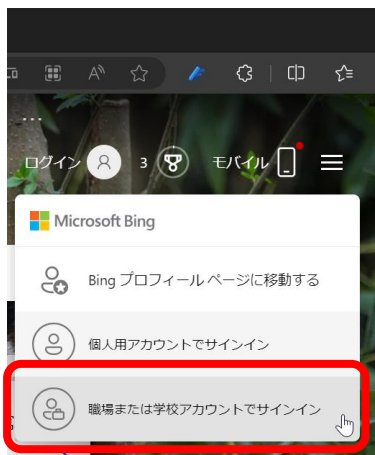 ...
ログイン 3 モバイル
Microsoft Bing
Bing プロフィール ページに移動する
個人用アカウントでサインイン
職場または学校アカウントでサインイン